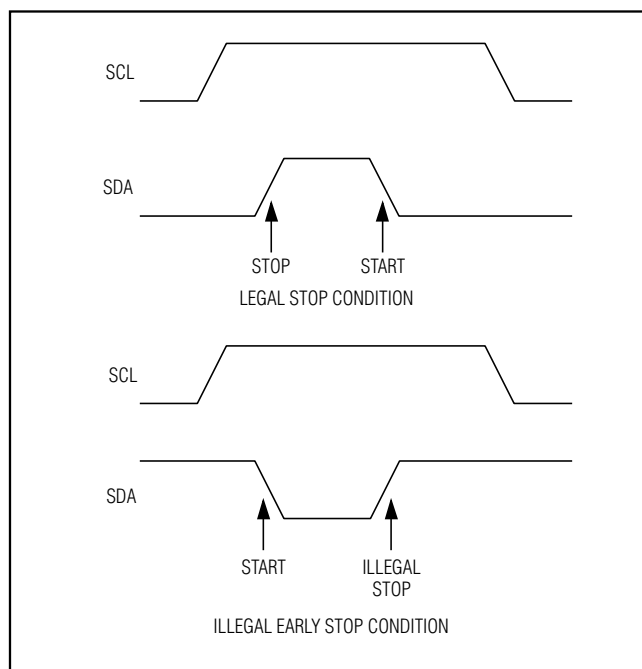 SCL
SDA
STOP START
LEGAL STOP CONDITION
SCL
SDA
START ILLEGAL
STOP
ILLEGAL EARLY STOP CONDITION